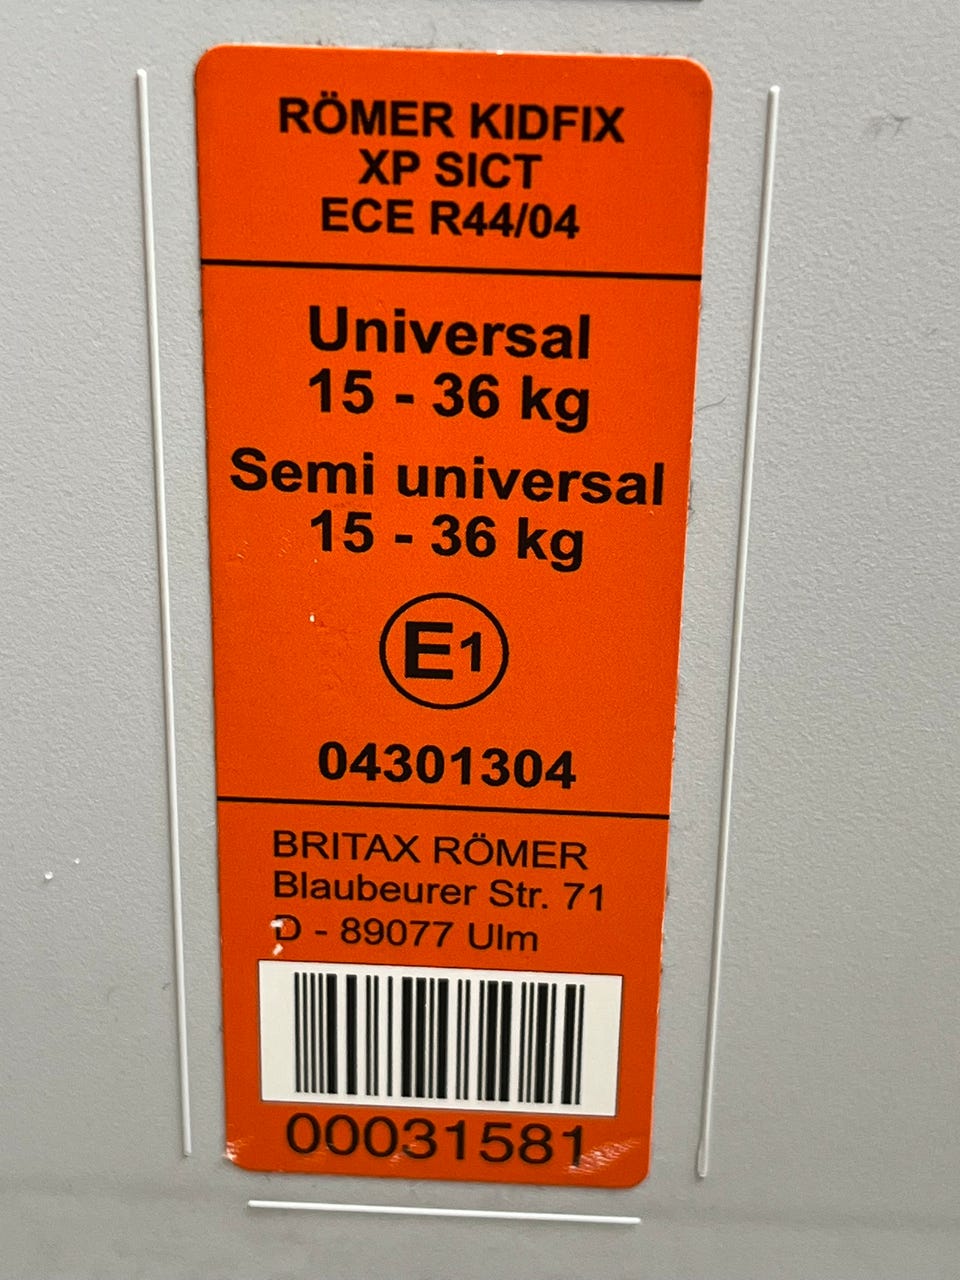 RÖMER KIDFIX
XP SICT
ECE R44/04
Universal
15 - 36 kg
Semi universal
15 - 36 kg
E1
04301304
BRITAX RÖMER
Blaubeurer Str. 71
D - 89077 Ulm
00031581